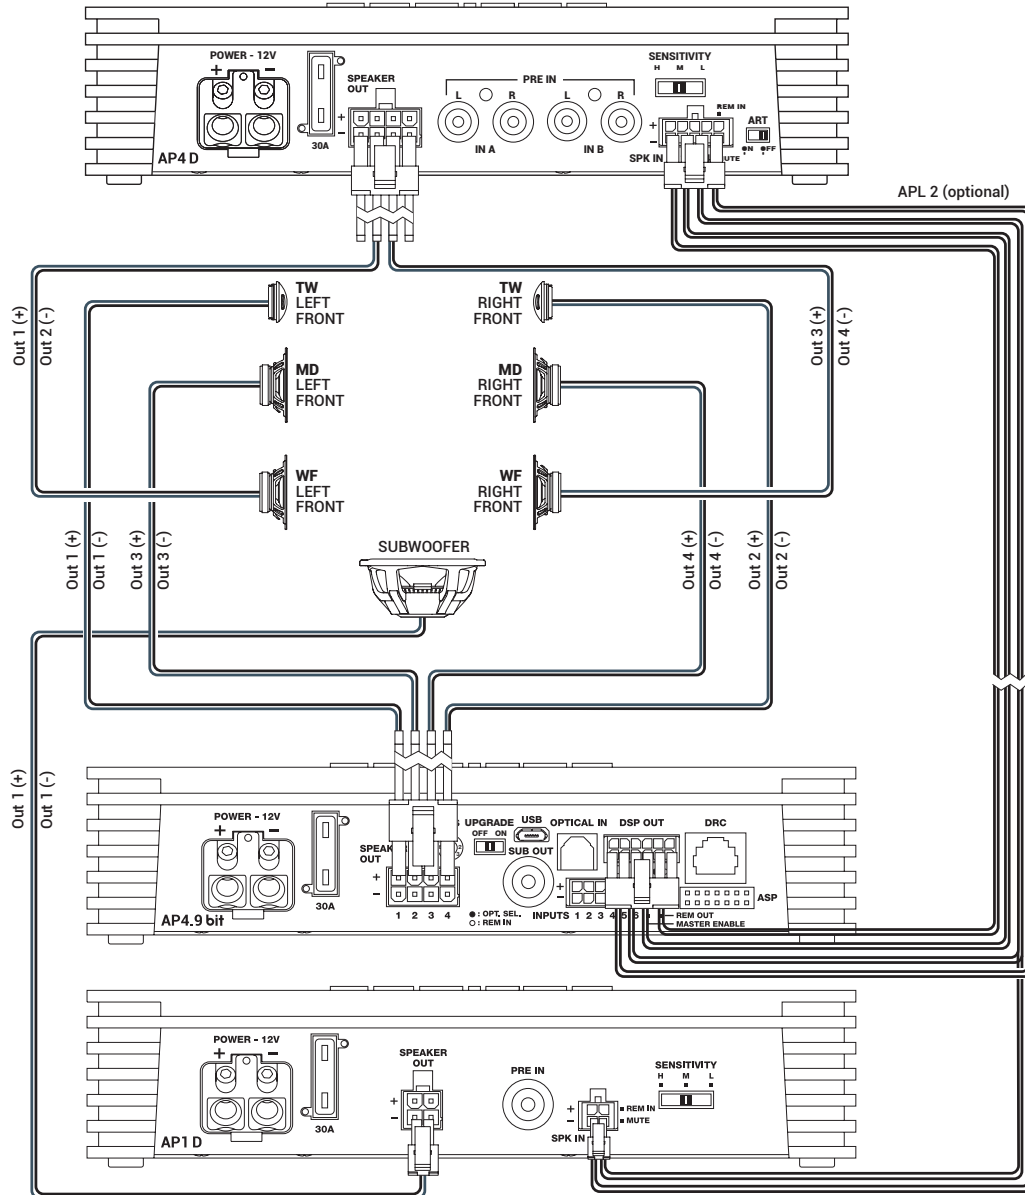 POWER - 12V
+ −
30A
SPEAKER
OUT
+
−
PRE IN
L R L R
IN A IN B
SENSITIVITY
H M L
REM IN
ART
ON OFF
+
−
SPK IN
UTE
AP4 D
APL 2 (optional)
Out 1 (+)
Out 2 (-)
TW
LEFT
FRONT
TW
RIGHT
FRONT
Out 3 (+)
Out 4 (-)
MD
LEFT
FRONT
MD
RIGHT
FRONT
WF
LEFT
FRONT
WF
RIGHT
FRONT
Out 1 (+)
Out 1 (-)
Out 3 (+)
Out 3 (-)
SUBWOOFER
Out 4 (+)
Out 4 (-)
Out 2 (+)
Out 2 (-)
Out 1 (+)
Out 1 (-)
POWER - 12V
+ −
30A
SPEAK
OUT
+
−
1 2 3 4
UPGRADE
OFF ON
USB
OPTICAL IN
DSP OUT
DRC
SUB OUT
+
−
ASP
● : OPT. SEL.
○ : REM IN
INPUTS 1 2 3 4 5 6
REM OUT
MASTER ENABLE
AP4.9 bit
POWER - 12V
+ −
30A
SPEAKER
OUT
+
−
PRE IN
SENSITIVITY
H M L
+
−
REM IN
MUTE
SPK IN
AP1 D